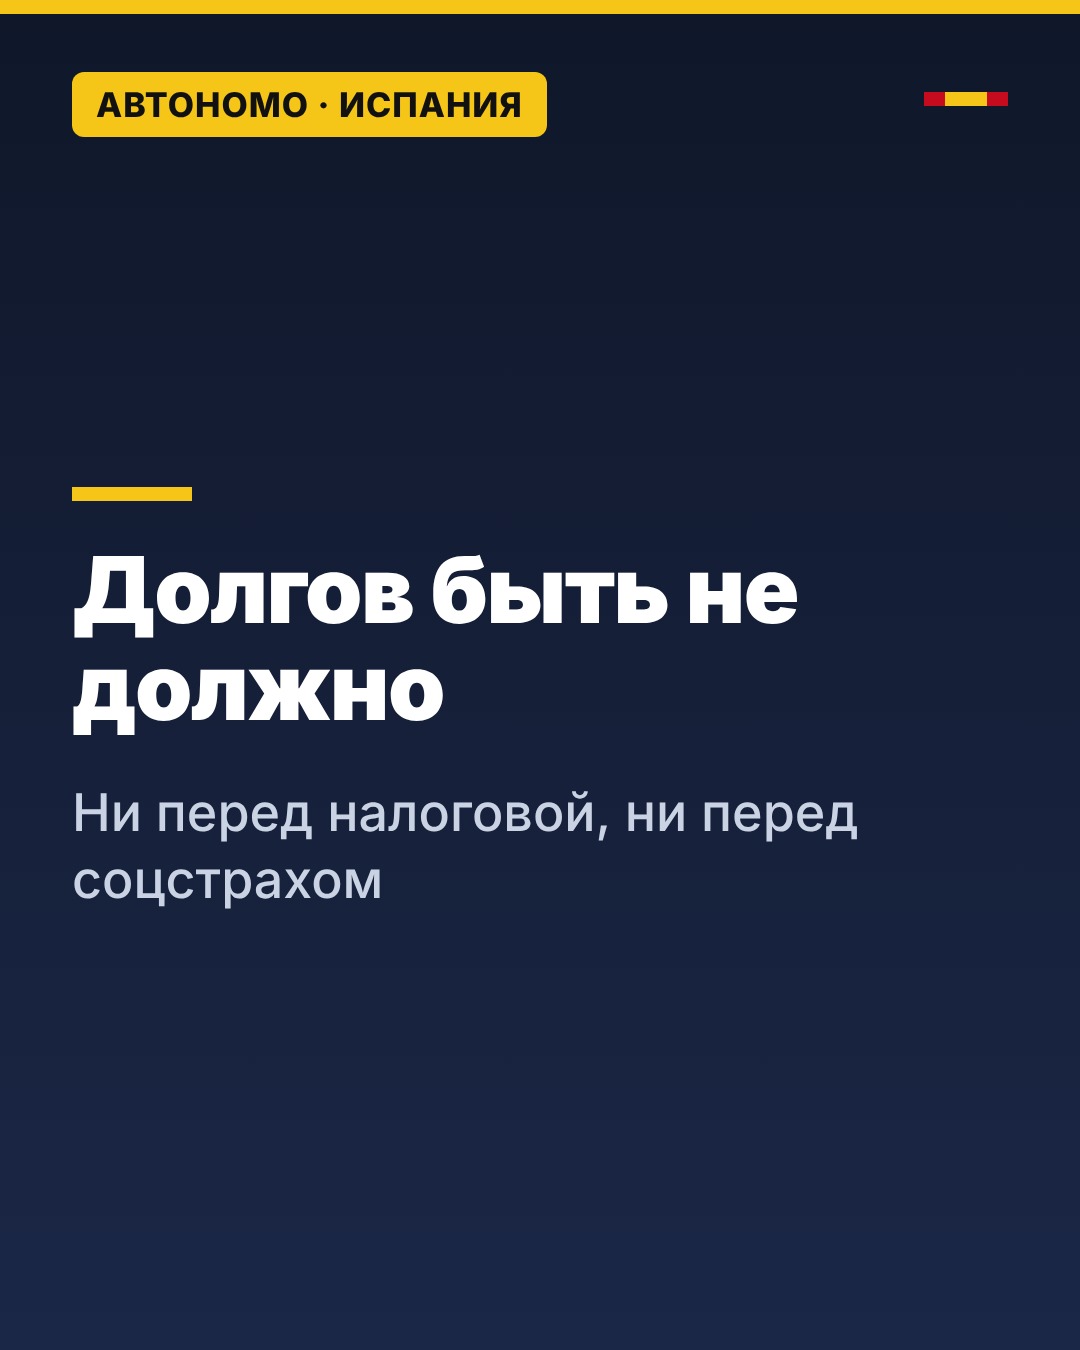 АВТОНОМО · ИСПАНИЯ
Долгов быть не
должно
Ни перед налоговой, ни перед
соцстрахом